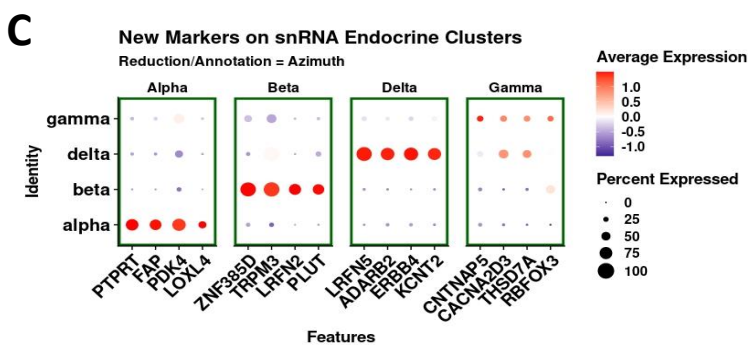 C
New Markers on snRNA Endocrine Clusters
Reduction/Annotation = Azimuth
Alpha Beta Delta Gamma
Identity
gamma
delta
beta
alpha
PTPRT FAP PDK4 LOXL4 ZNF385D TRPM3 LRFN2 PLUT LRFN5 ADARB2 ERBB4 KCNT2 CNTNAP5 CACNA2D3 THSD7A RBFOX3
Features
Average Expression
1.0
0.5
0.0
-0.5
-1.0
Percent Expressed
0
25
50
75
100